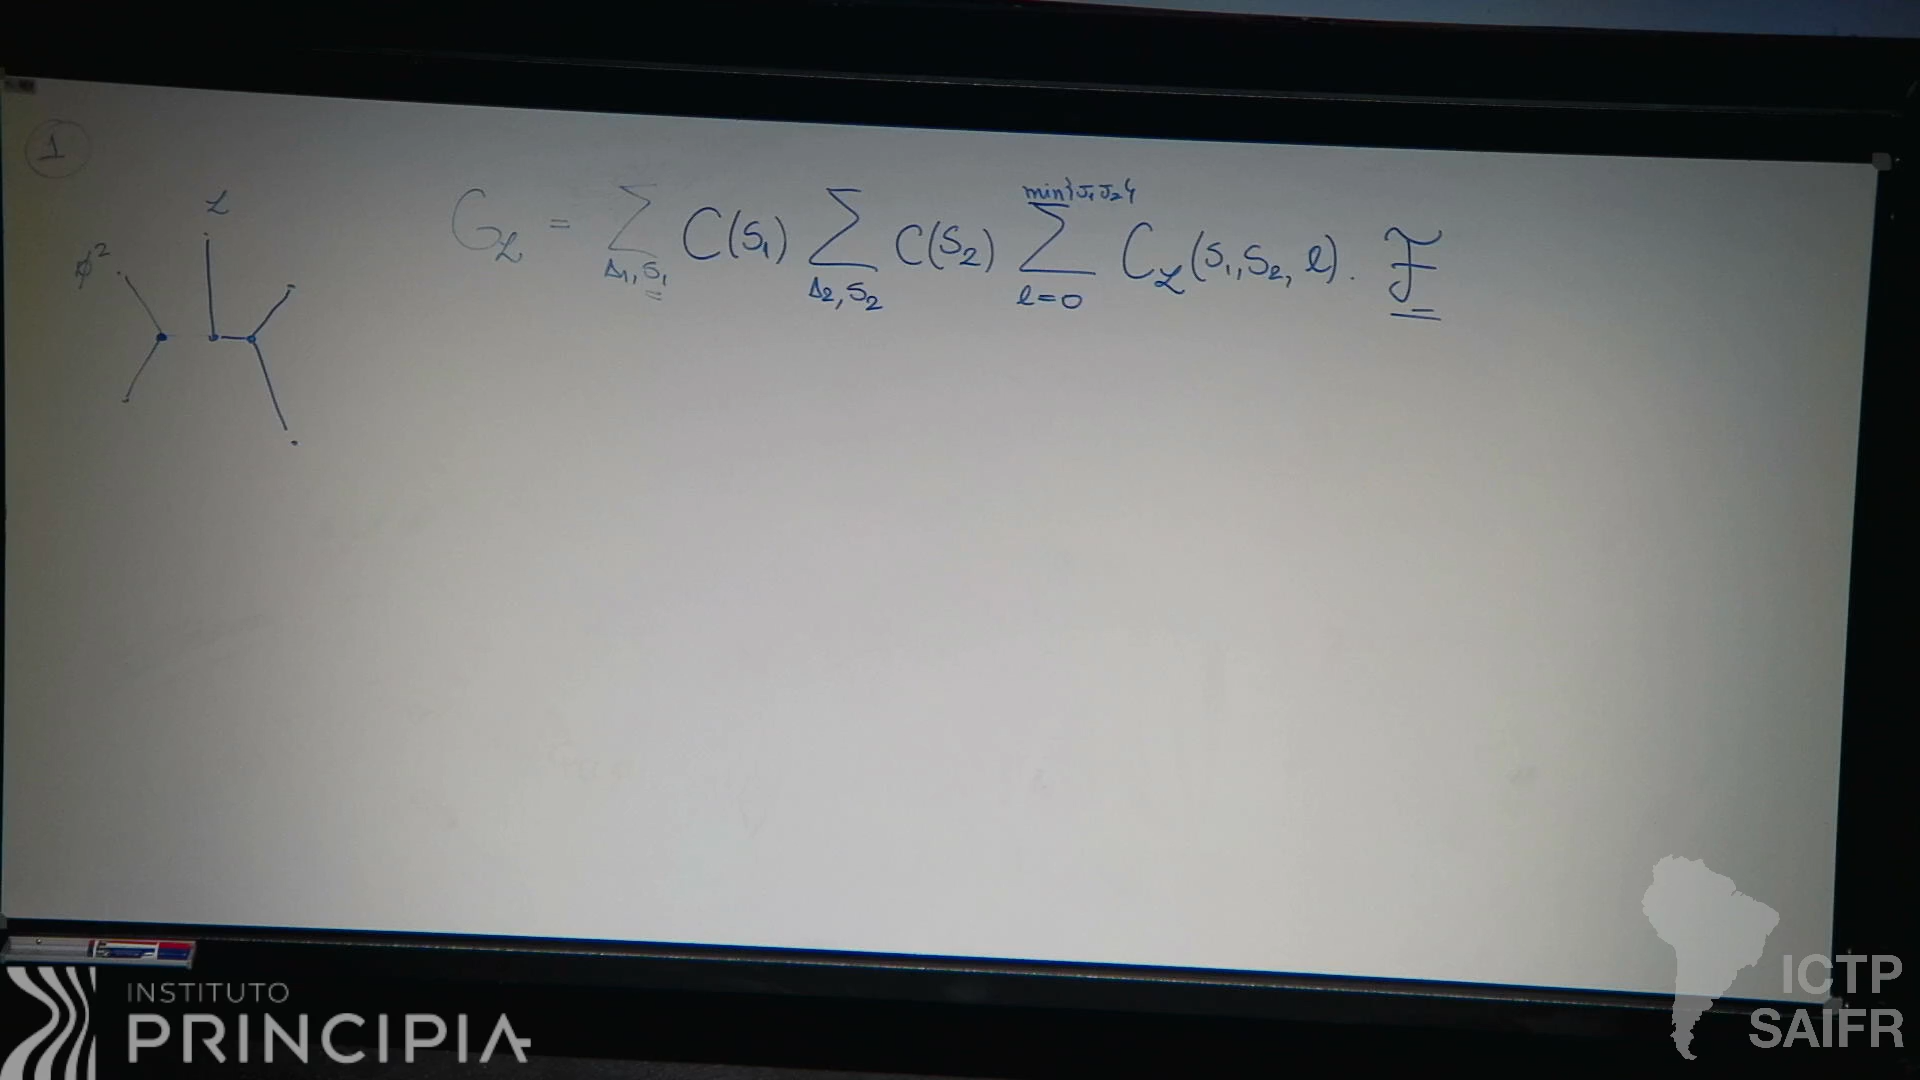 1
𝓛
ϕ²
G_𝓛 = Σ_{Δ₁,S₁} C(S₁) Σ_{Δ₂,S₂} C(S₂) Σ_{ℓ=0}^{min{J₁,J₂}} C_𝓛(S₁,S₂,ℓ). 𝓕
INSTITUTO
PRINCIPIA
ICTP
SAIFR